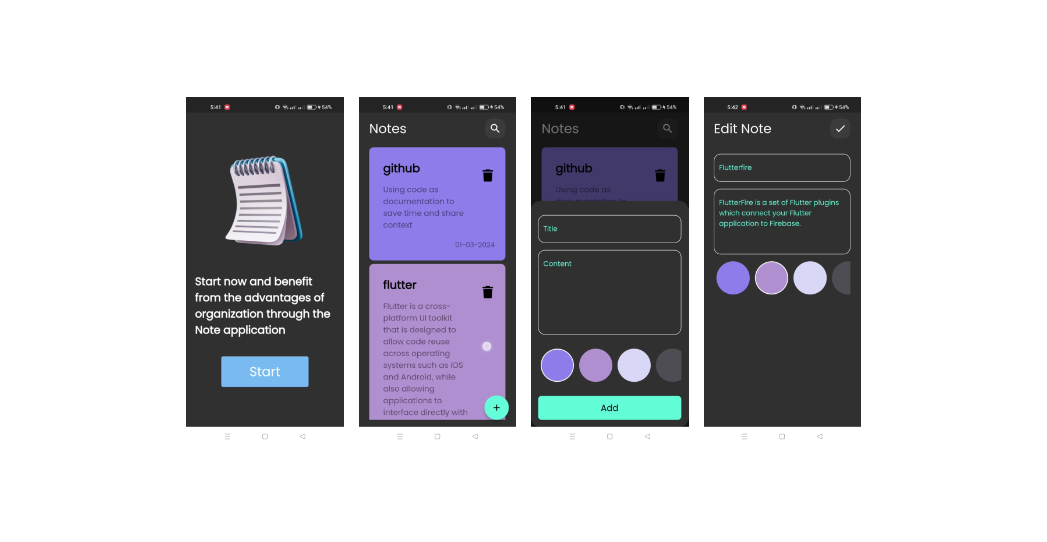 5:41
54%
Start now and benefit
from the advantages of
organization through the
Note application
Start
5:41
54%
Notes
github
Using code as
documentation to
save time and share
context
01-03-2024
flutter
Flutter is a cross-
platform UI toolkit
that is designed to
allow code reuse
across operating
systems such as iOS
and Android, while
also allowing
applications to
interface directly with
+
5:41
54%
Notes
github
Using code as
documentation to
Title
Content
Add
5:42
54%
Edit Note
Flutterfire
FlutterFire is a set of Flutter plugins
which connect your Flutter
application to Firebase.